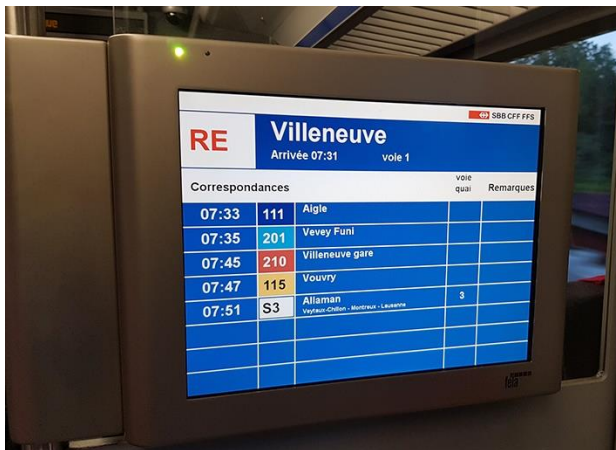 SBB CFF FFS
RE
Villeneuve
Arrivée 07:31 voie 1
Correspondances voie quai Remarques
07:33 111 Aigle
07:35 201 Vevey Funi
07:45 210 Villeneuve gare
07:47 115 Vouvry
07:51 S3 Allaman 3
Veytaux-Chillon - Montreux - Lausanne